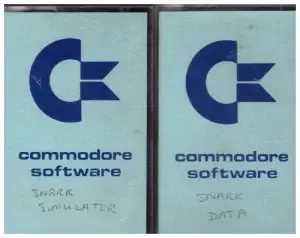 commodore
software
SNARK
SIMULATOR
commodore
software
SNARK
DATA